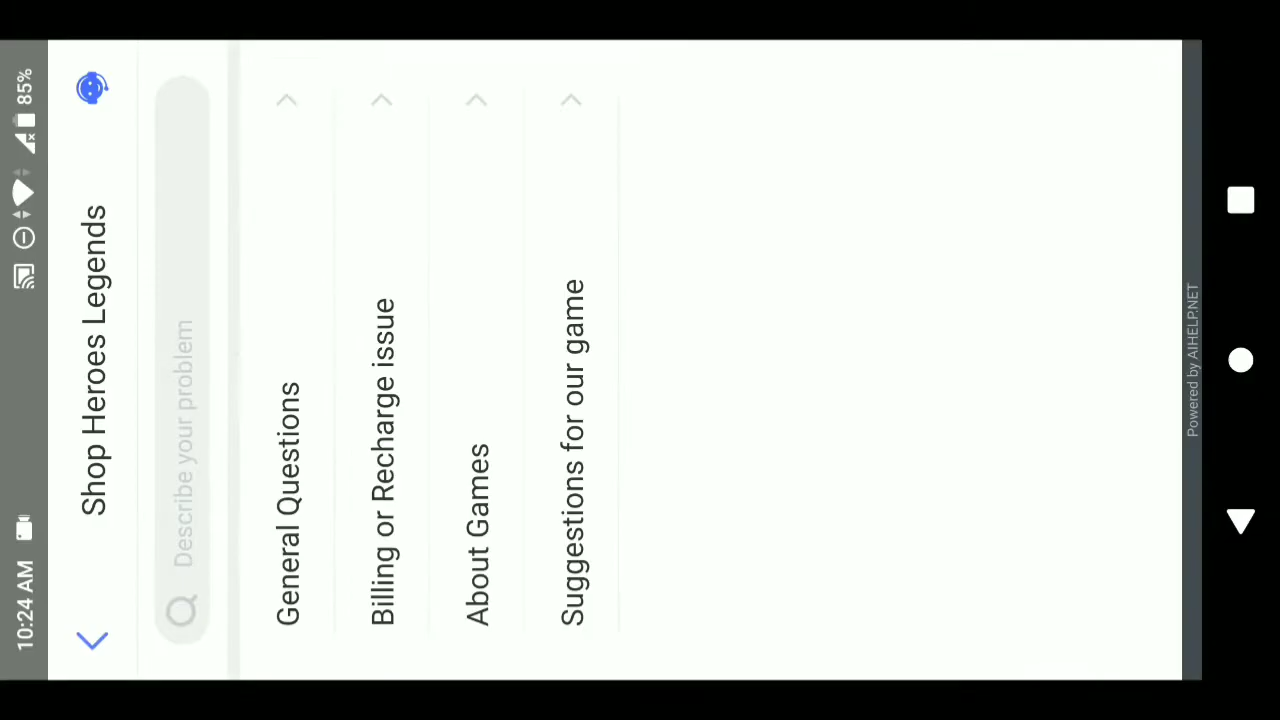 10:24 AM 85%
Shop Heroes Legends
Describe your problem
General Questions
Billing or Recharge issue
About Games
Suggestions for our game
Powered by AIHELP.NET